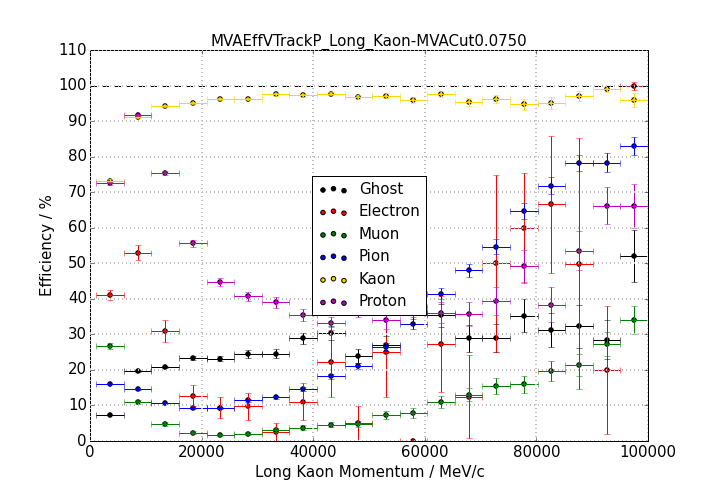 MVAEffVTrackP_Long_Kaon-MVACut0.0750
110
100
90
80
70
60
50
40
30
20
10
0
Efficiency / %
Ghost
Electron
Muon
Pion
Kaon
Proton
0 20000 40000 60000 80000 100000
Long Kaon Momentum / MeV/c